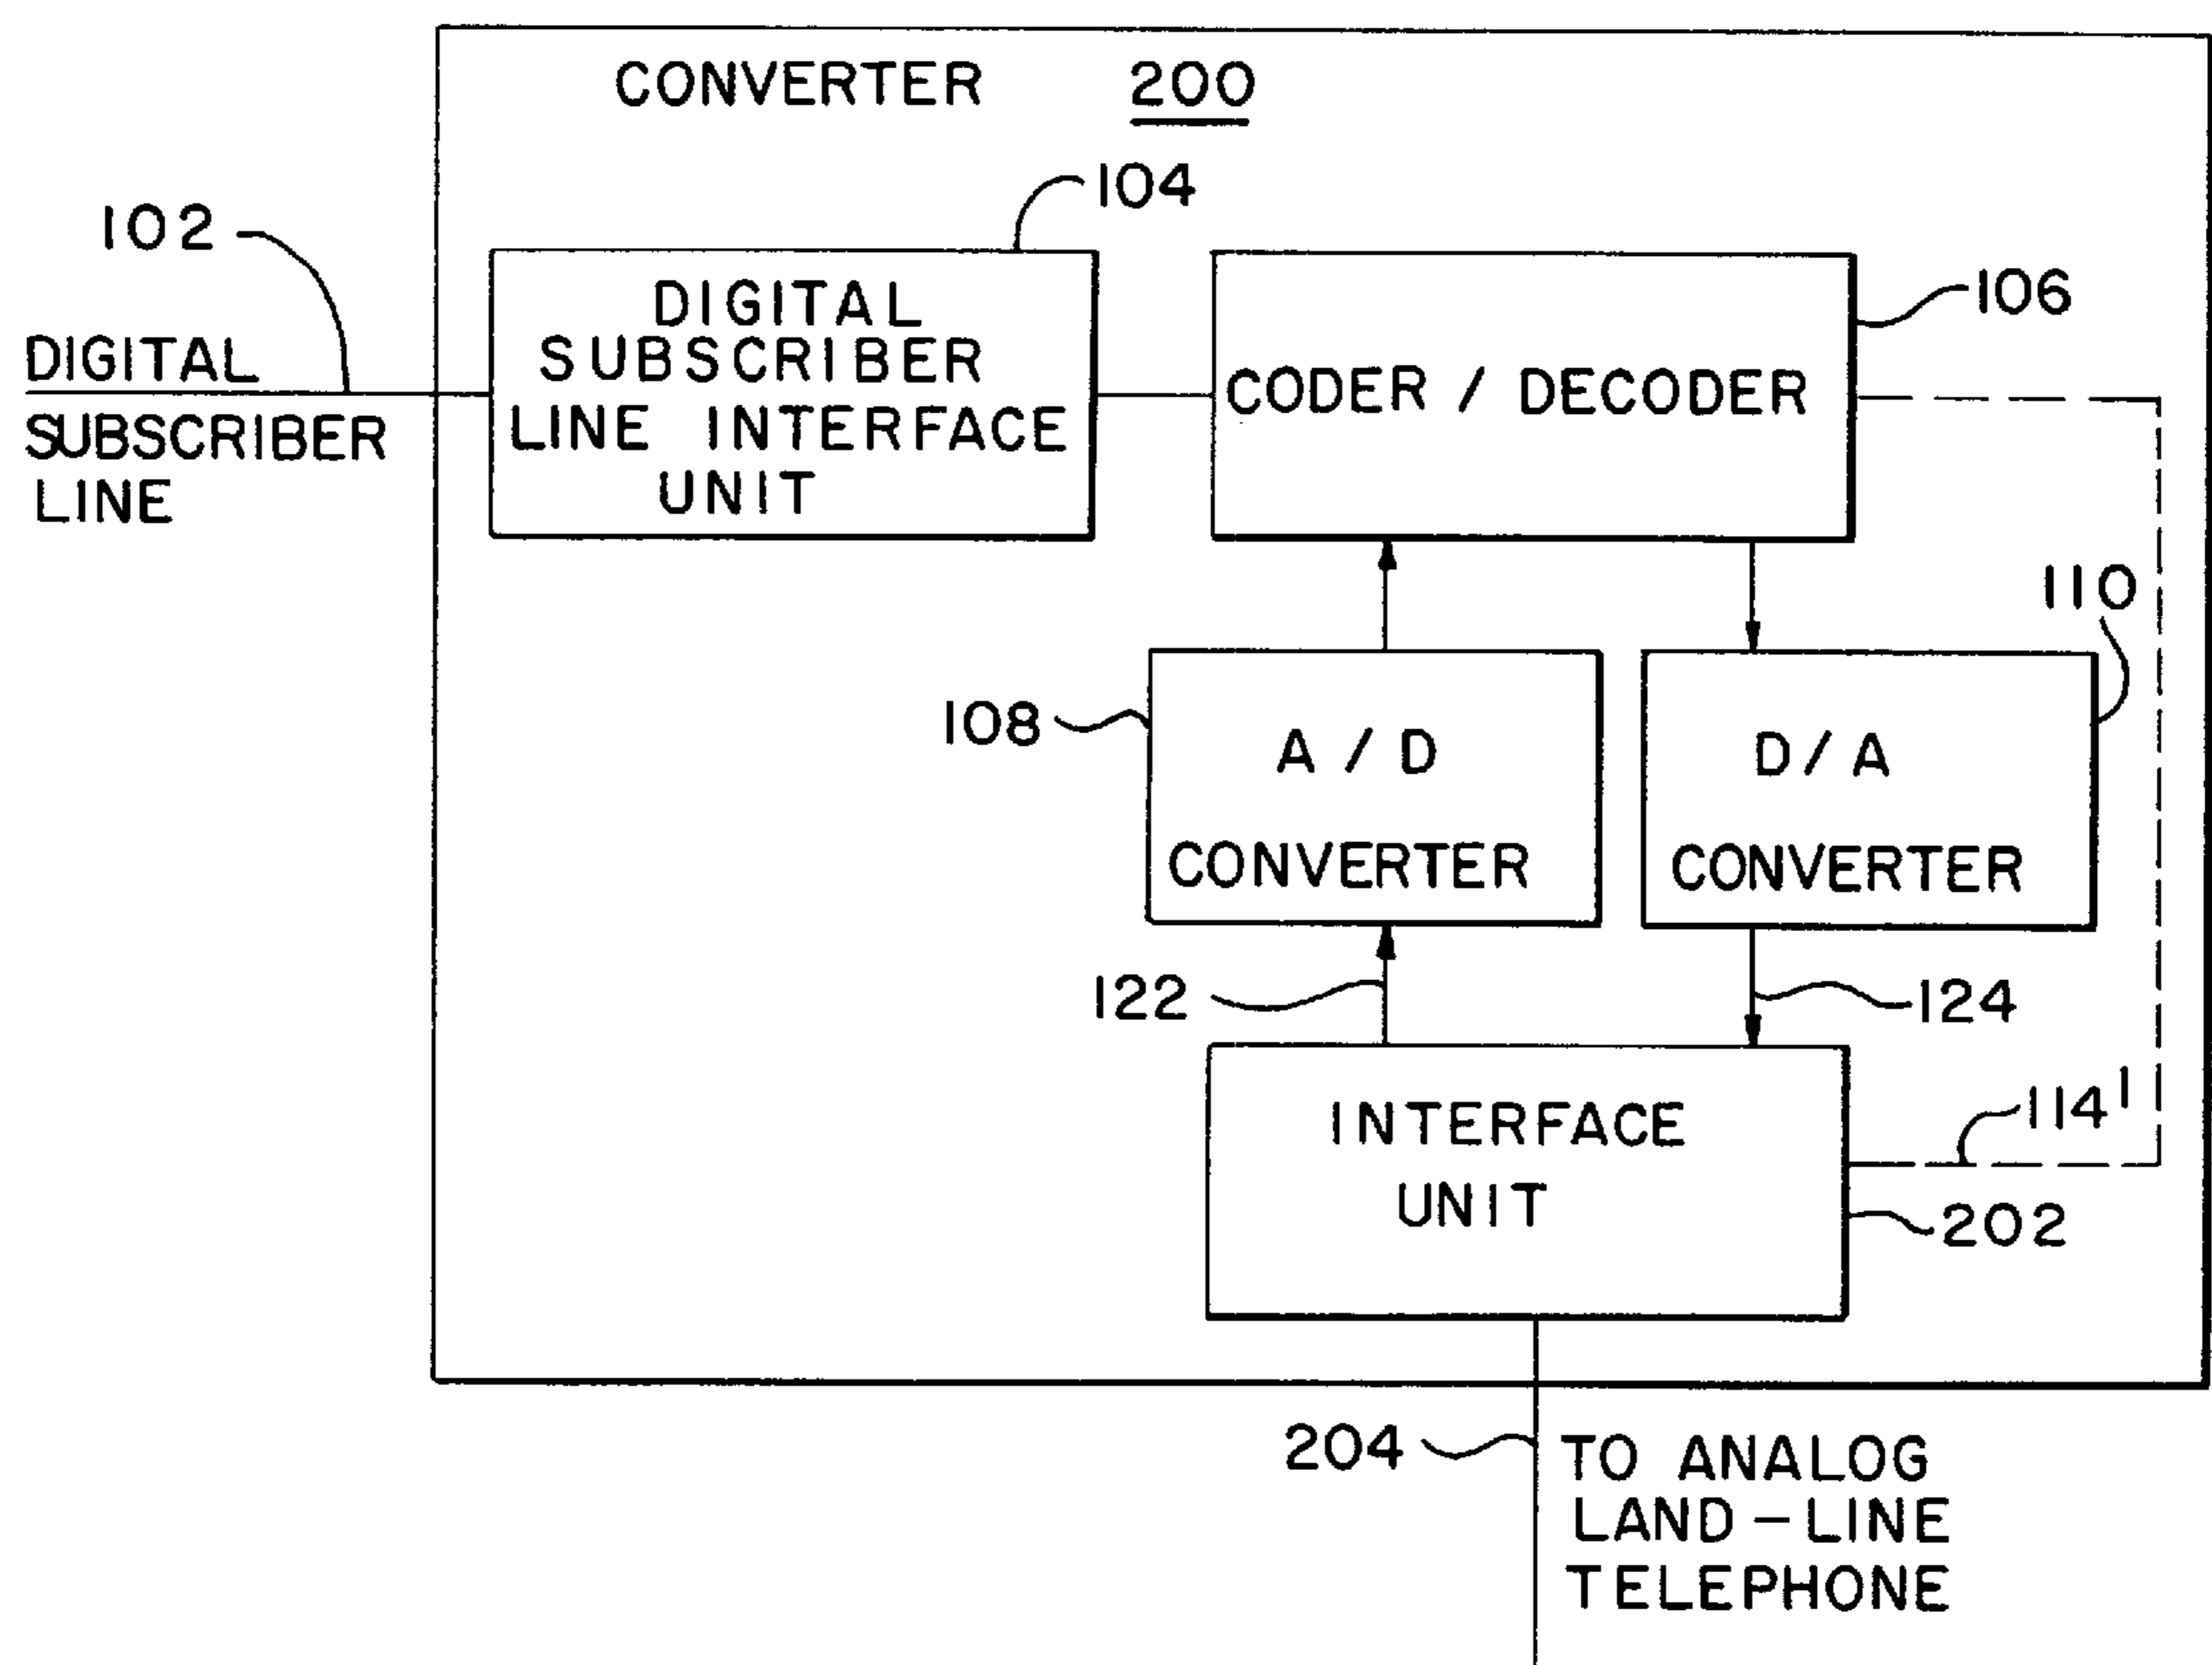 CONVERTER 200
104
102
106
DIGITAL
SUBSCRIBER
LINE
DIGITAL
SUBSCRIBER
LINE INTERFACE
UNIT
CODER / DECODER
110
108
A / D
CONVERTER
D / A
CONVERTER
122
124
114'
INTERFACE
UNIT
202
204
TO ANALOG
LAND-LINE
TELEPHONE